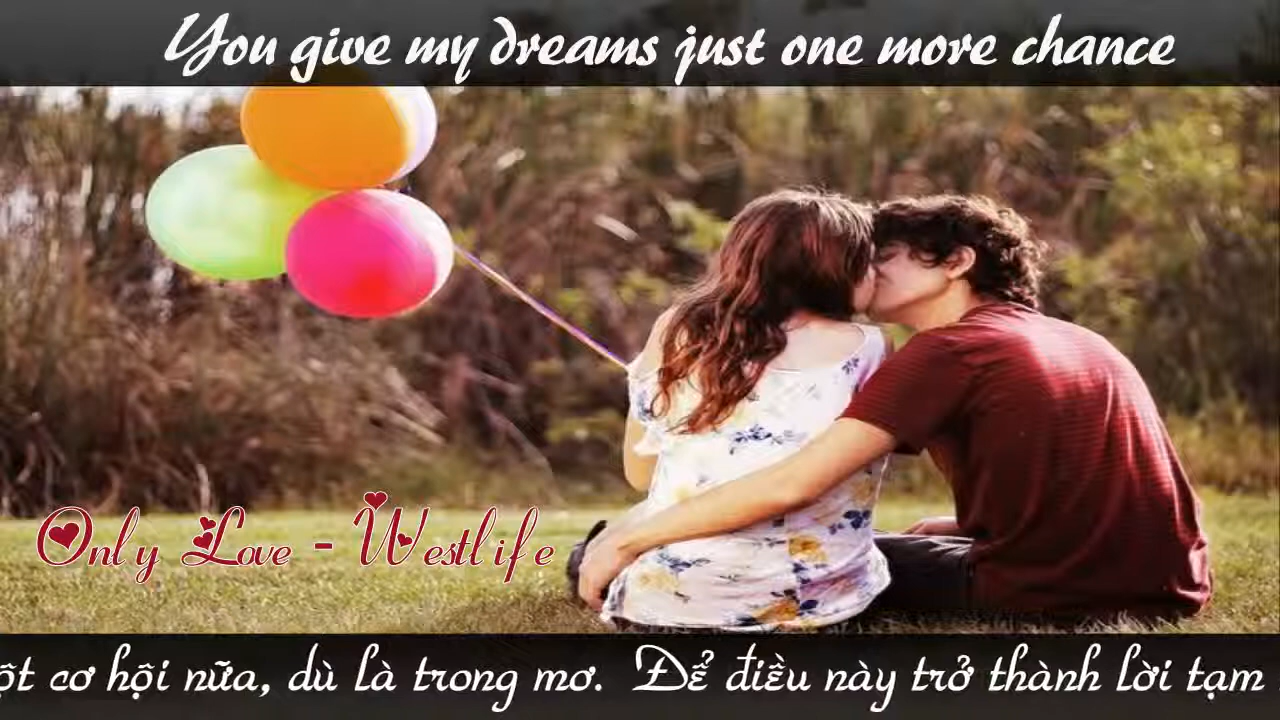 You give my dreams just one more chance
Only Love - Westlife
cơ hội nữa, dù là trong mơ. Để điều này trở thành lời tạm